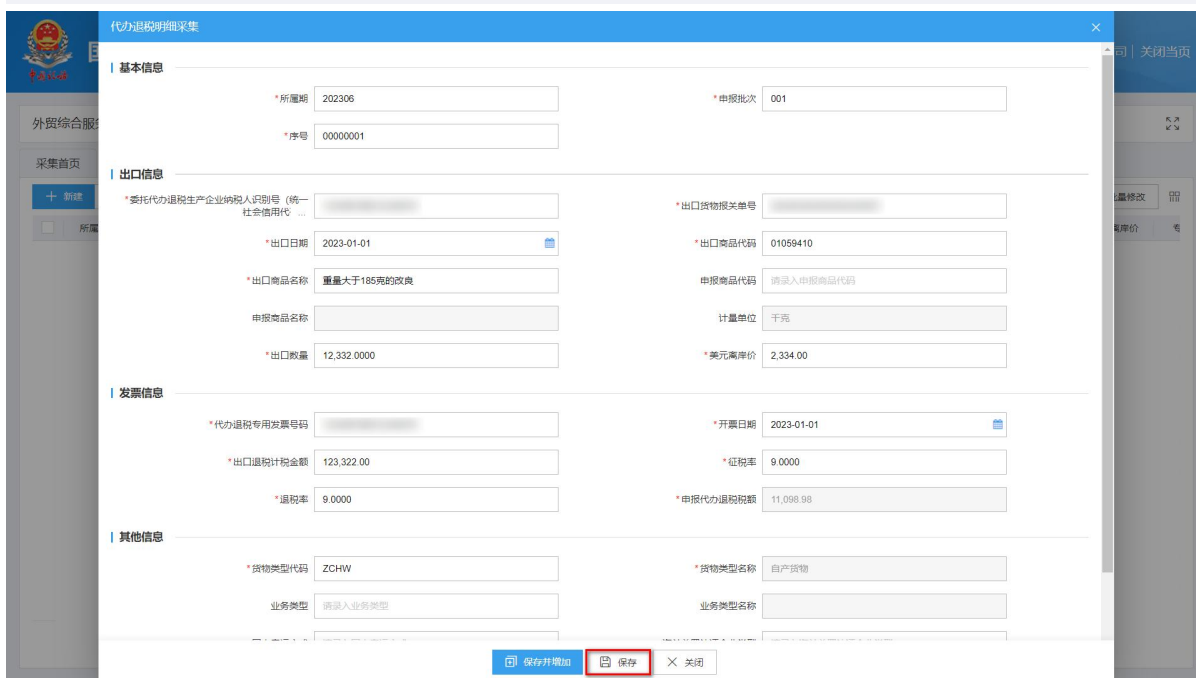 代办退税明细采集
司 | 关闭当页
外贸综合服
采集首页
+ 新建
量修改
所属
离岸价
基本信息
*所属期 202306 *申报批次 001
*序号 00000001
出口信息
*委托代办退税生产企业纳税人识别号（统一社会信用代 ... *出口货物报关单号
*出口日期 2023-01-01 *出口商品代码 01059410
*出口商品名称 重量大于185克的改良 申报商品代码 请录入申报商品代码
申报商品名称 计量单位 千克
*出口数量 12,332.0000 *美元离岸价 2,334.00
发票信息
*代办退税专用发票号码 *开票日期 2023-01-01
*出口退税计税金额 123,322.00 *征税率 9.0000
*退税率 9.0000 *申报代办退税税额 11,098.98
其他信息
*货物类型代码 ZCHW *货物类型名称 自产货物
业务类型 请录入业务类型 业务类型名称
保存并增加 保存 × 关闭